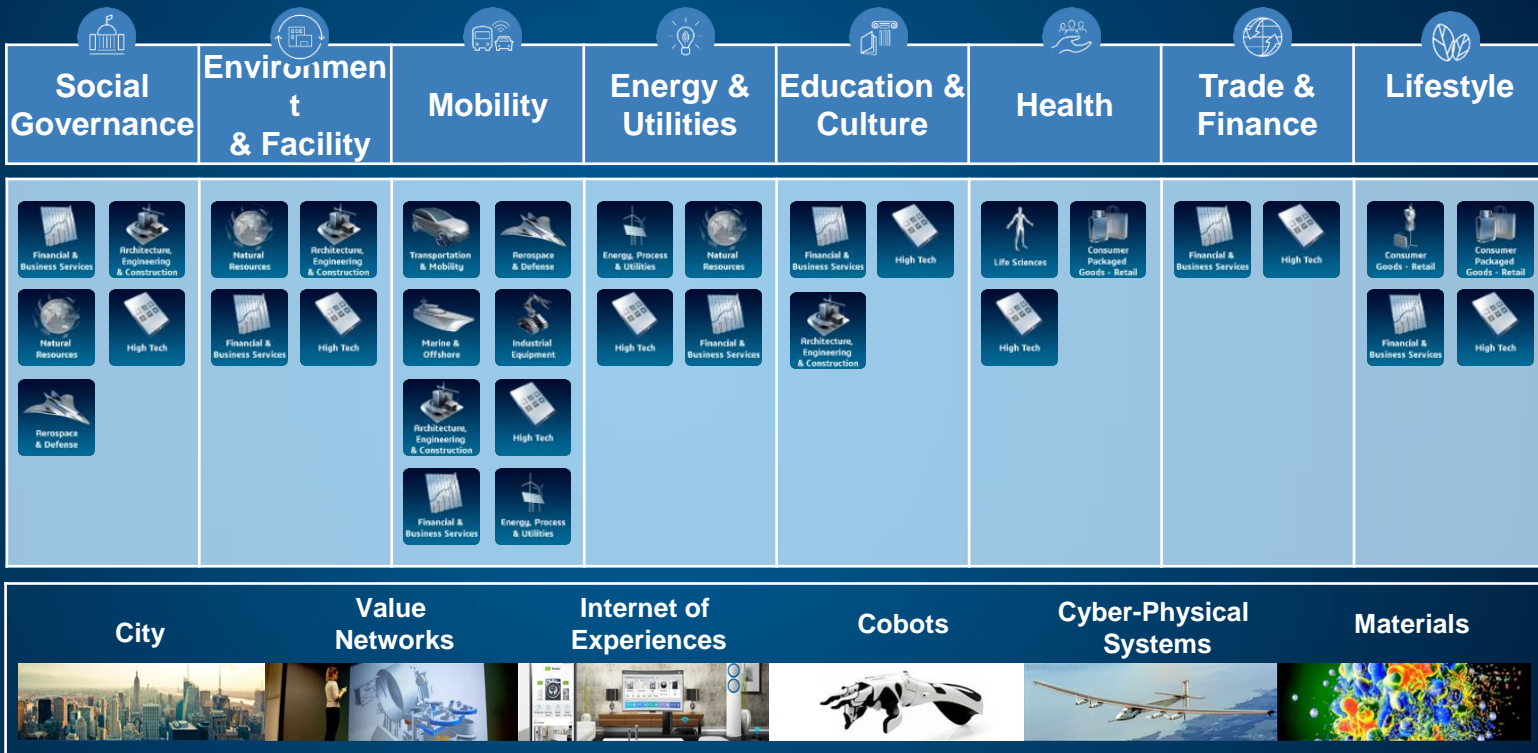 Social
Governance
Environmen
t
& Facility
Mobility
Energy &
Utilities
Education &
Culture
Health
Trade &
Finance
Lifestyle
Financial &
Business Services
Architecture,
Engineering
& Construction
Natural
Resources
High Tech
Aerospace
& Defense
Natural
Resources
Architecture,
Engineering
& Construction
Financial &
Business Services
High Tech
Transportation
& Mobility
Aerospace
& Defense
Marine &
Offshore
Industrial
Equipment
Architecture,
Engineering
& Construction
High Tech
Financial &
Business Services
Energy, Process
& Utilities
Energy, Process
& Utilities
Natural
Resources
High Tech
Financial &
Business Services
Financial &
Business Services
High Tech
Architecture,
Engineering
& Construction
Life Sciences
Consumer
Packaged
Goods - Retail
High Tech
Financial &
Business Services
High Tech
Consumer
Goods - Retail
Consumer
Packaged
Goods - Retail
Financial &
Business Services
High Tech
City
Value
Networks
Internet of
Experiences
Cobots
Cyber-Physical
Systems
Materials